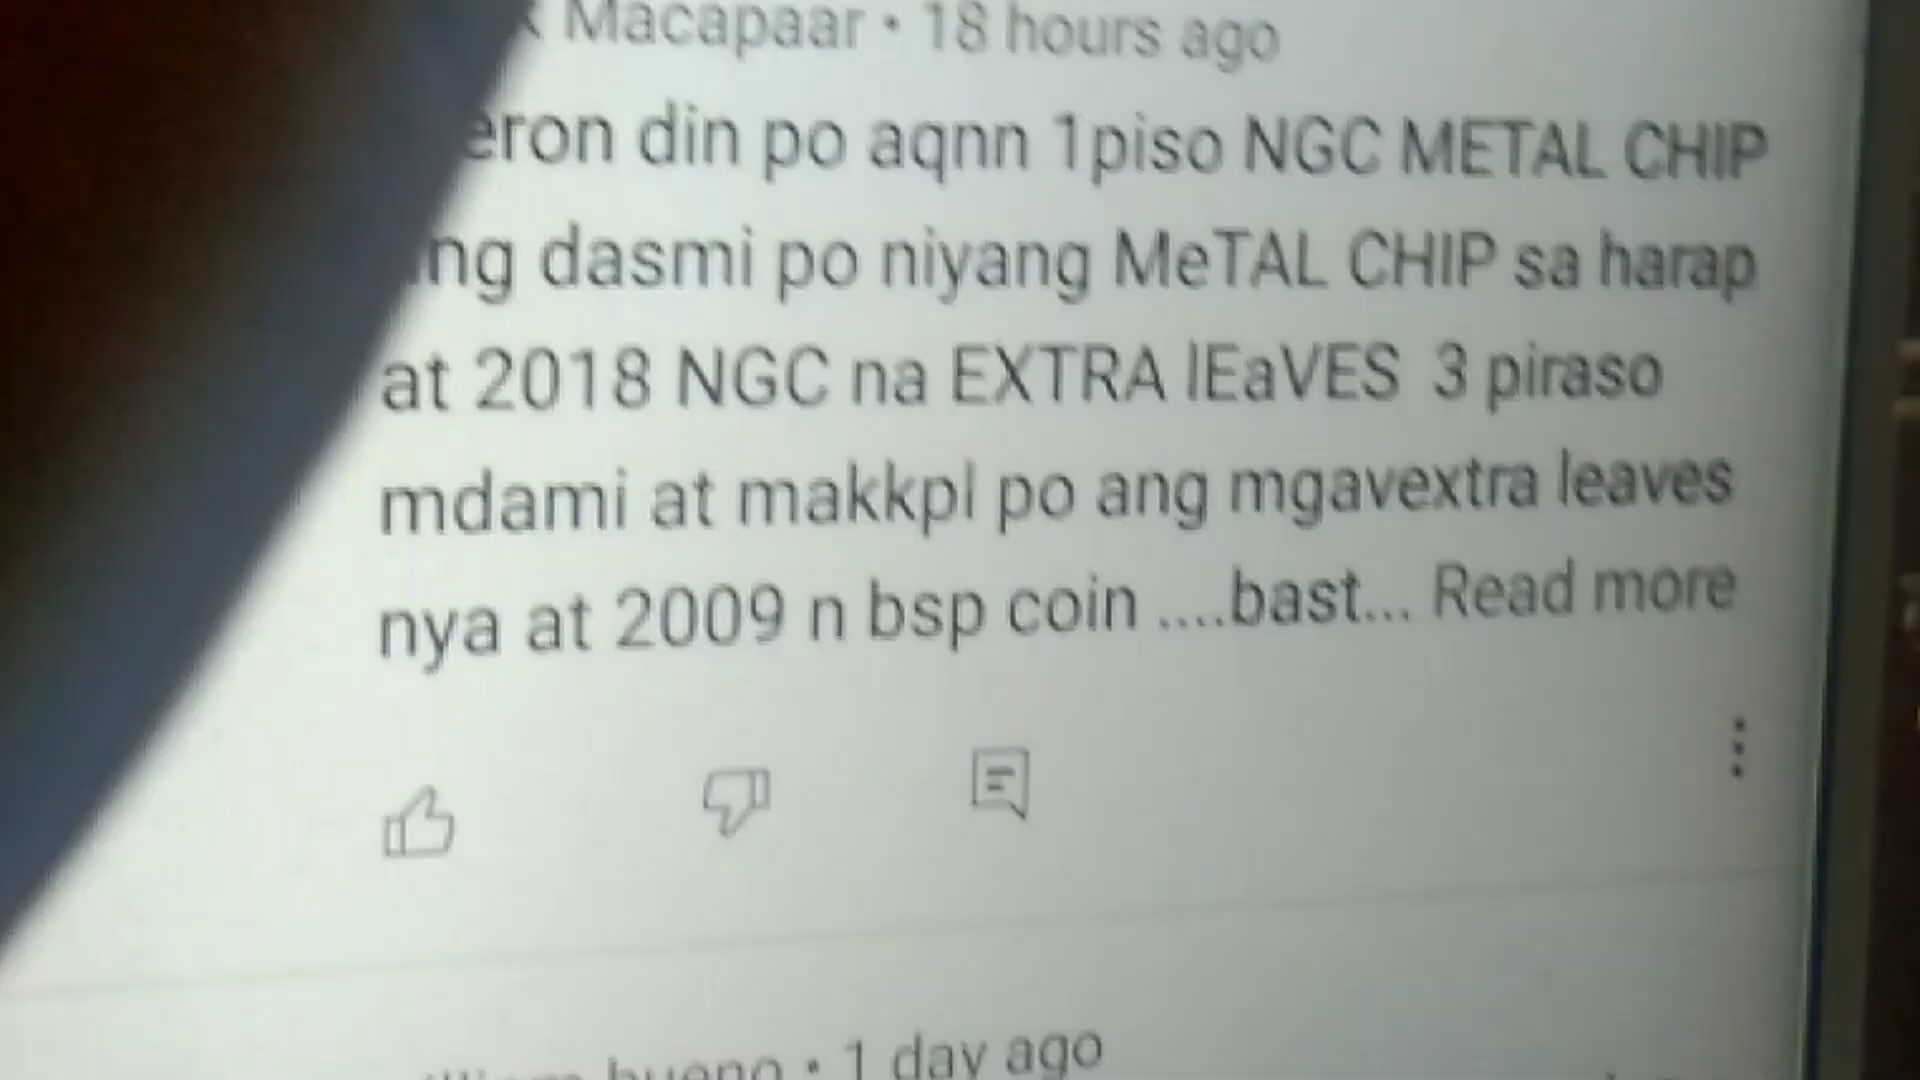 Macapaar • 18 hours ago
eron din po aqnn 1piso NGC METAL CHIP
ng dasmi po niyang MeTAL CHIP sa harap
at 2018 NGC na EXTRA lEaVES 3 piraso
mdami at makkpl po ang mgavextra leaves
nya at 2009 n bsp coin ....bast... Read more
bueno • 1 day ago